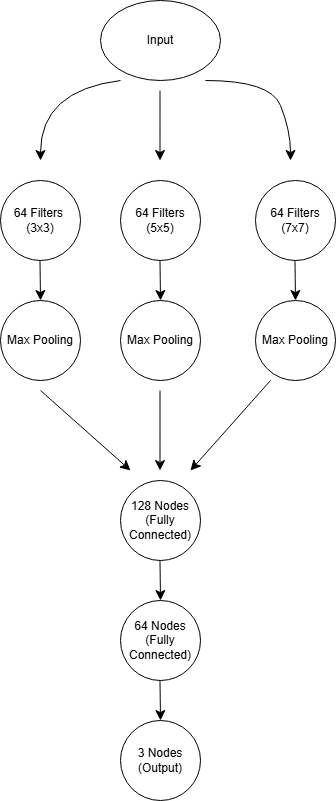 Input
64 Filters
(3x3)
64 Filters
(5x5)
64 Filters
(7x7)
Max Pooling
Max Pooling
Max Pooling
128 Nodes
(Fully
Connected)
64 Nodes
(Fully
Connected)
3 Nodes
(Output)